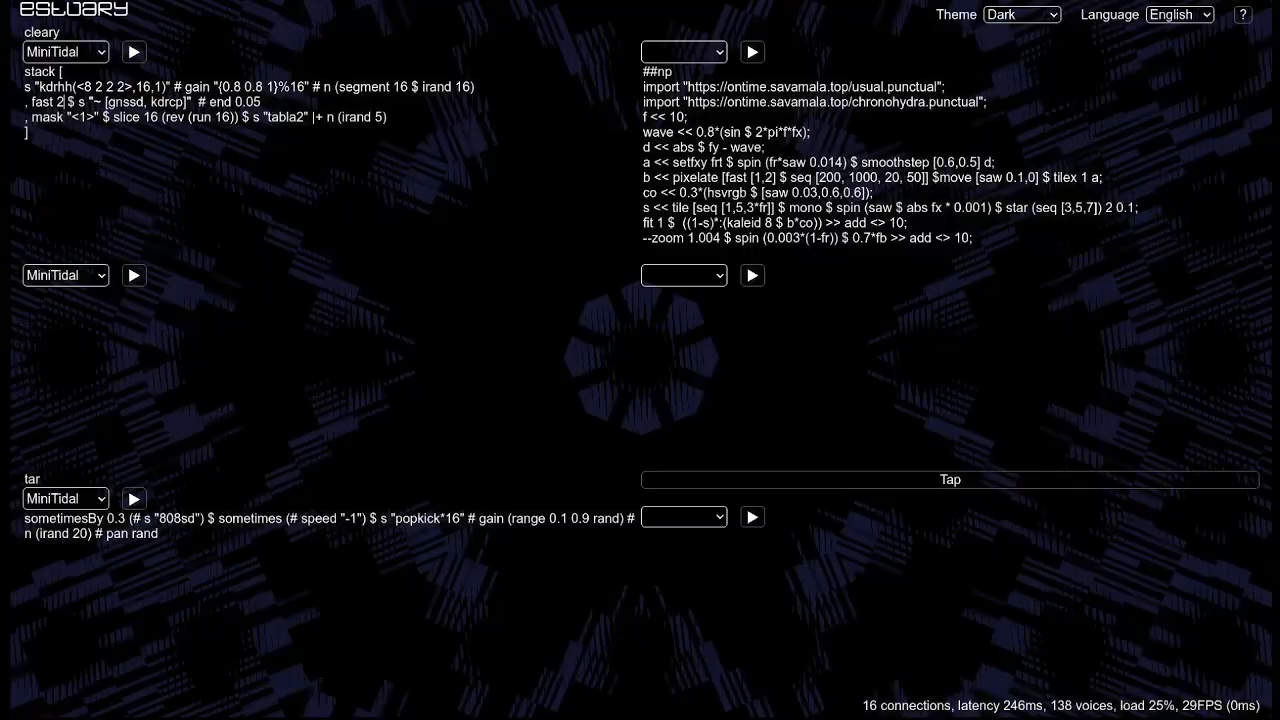 estuary
Theme Dark Language English ?
cleary
MiniTidal
stack [
s "kdrhh(<8 2 2 2>,16,1)" # gain "{0.8 0.8 1}%16" # n (segment 16 $ irand 16)
, fast 2 $ s "~ [gnssd, kdrcp]"  # end 0.05
, mask "<1>" $ slice 16 (rev (run 16)) $ s "tabla2" |+ n (irand 5)
]
##np
import "https://ontime.savamala.top/usual.punctual";
import "https://ontime.savamala.top/chronohydra.punctual";
f << 10;
wave << 0.8*(sin $ 2*pi*f*fx);
d << abs $ fy - wave;
a << setfxy frt $ spin (fr*saw 0.014) $ smoothstep [0.6,0.5] d;
b << pixelate [fast [1,2] $ seq [200, 1000, 20, 50]] $move [saw 0.1,0] $ tilex 1 a;
co << 0.3*(hsvrgb $ [saw 0.03,0.6,0.6]);
s << tile [seq [1,5,3*fr]] $ mono $ spin (saw $ abs fx * 0.001) $ star (seq [3,5,7]) 2 0.1;
fit 1 $  ((1-s)*:(kaleid 8 $ b*co)) >> add <> 10;
--zoom 1.004 $ spin (0.003*(1-fr)) $ 0.7*fb >> add <> 10;
MiniTidal
tar
MiniTidal
sometimesBy 0.3 (# s "808sd") $ sometimes (# speed "-1") $ s "popkick*16" # gain (range 0.1 0.9 rand) #
n (irand 20) # pan rand
Tap
16 connections, latency 246ms, 138 voices, load 25%, 29FPS (0ms)